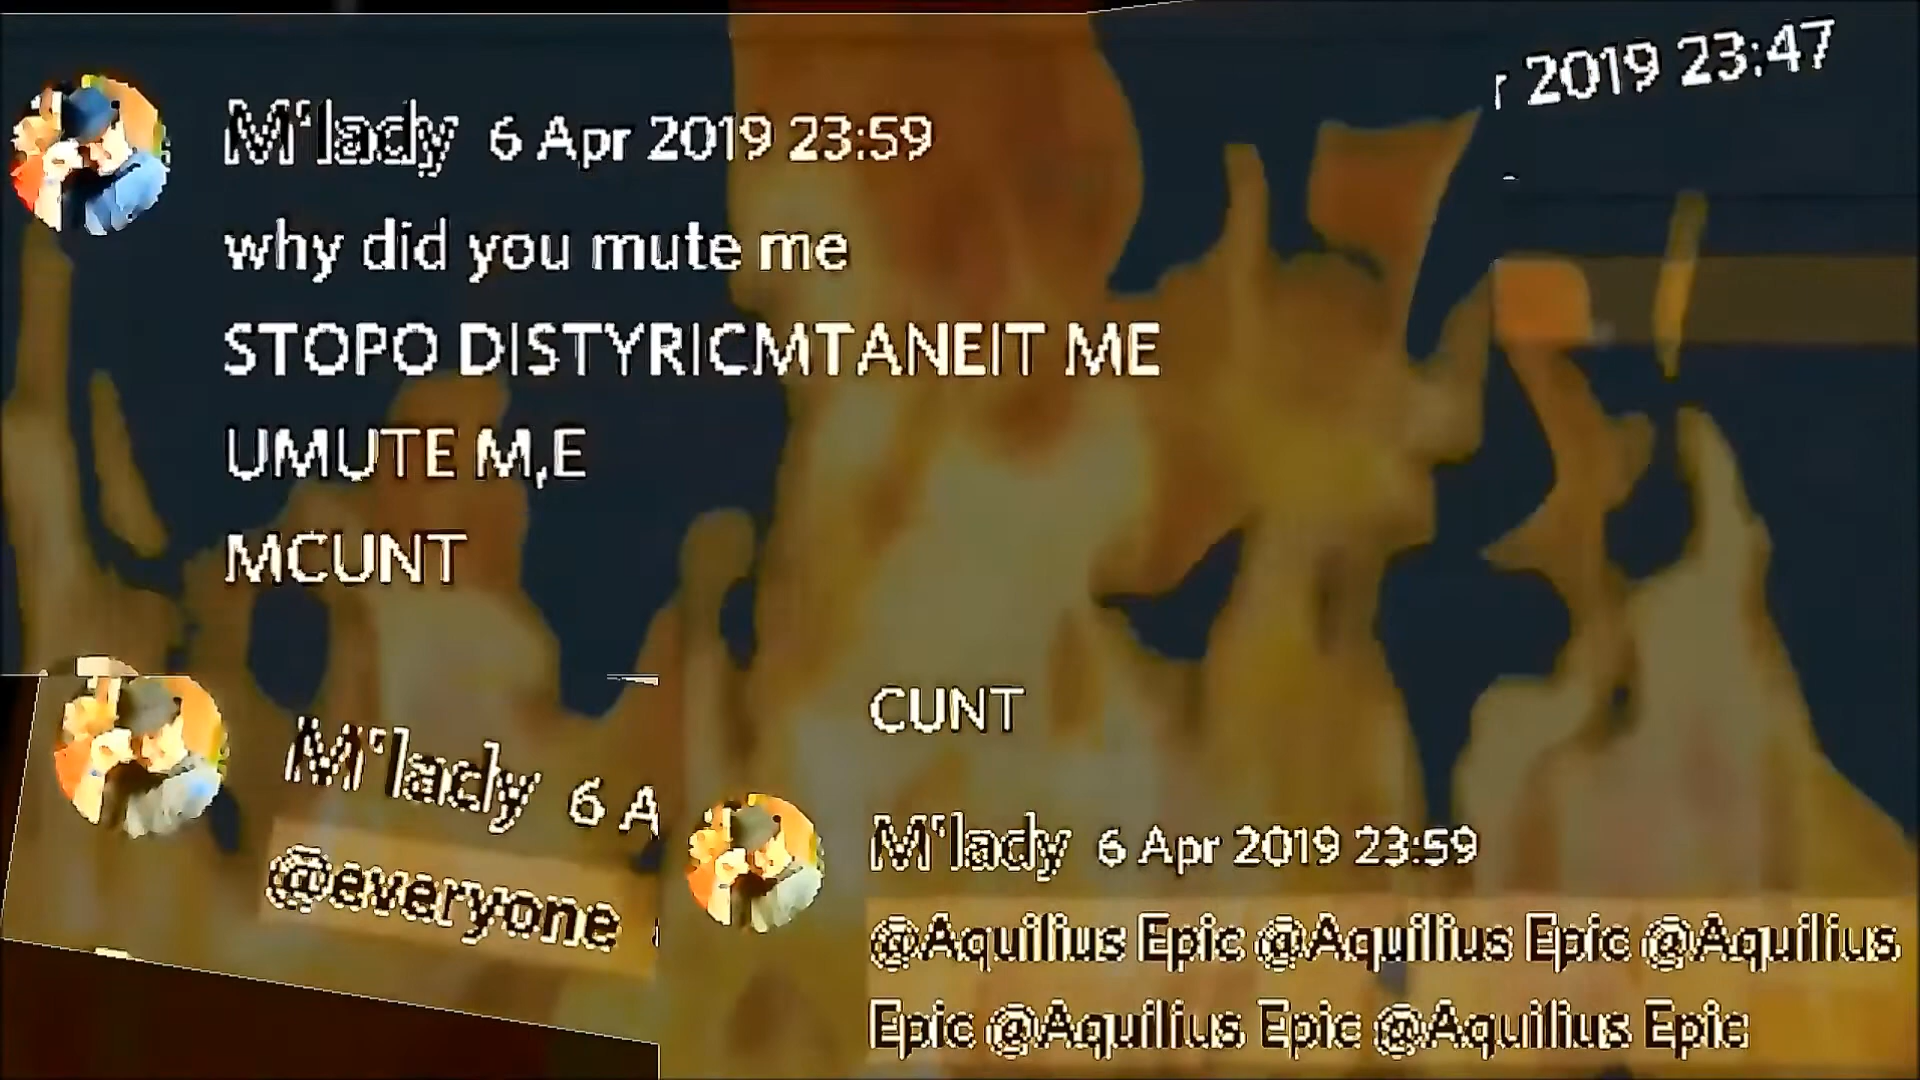 r 2019 23:47
M'lady 6 Apr 2019 23:59
why did you mute me
STOPO DISTYRICMTANEIT ME
UMUTE M,E
MCUNT
M'lady 6 A
@everyone
CUNT
M'lady 6 Apr 2019 23:59
@Aquilius Epic @Aquilius Epic @Aquilius
Epic @Aquilius Epic @Aquilius Epic